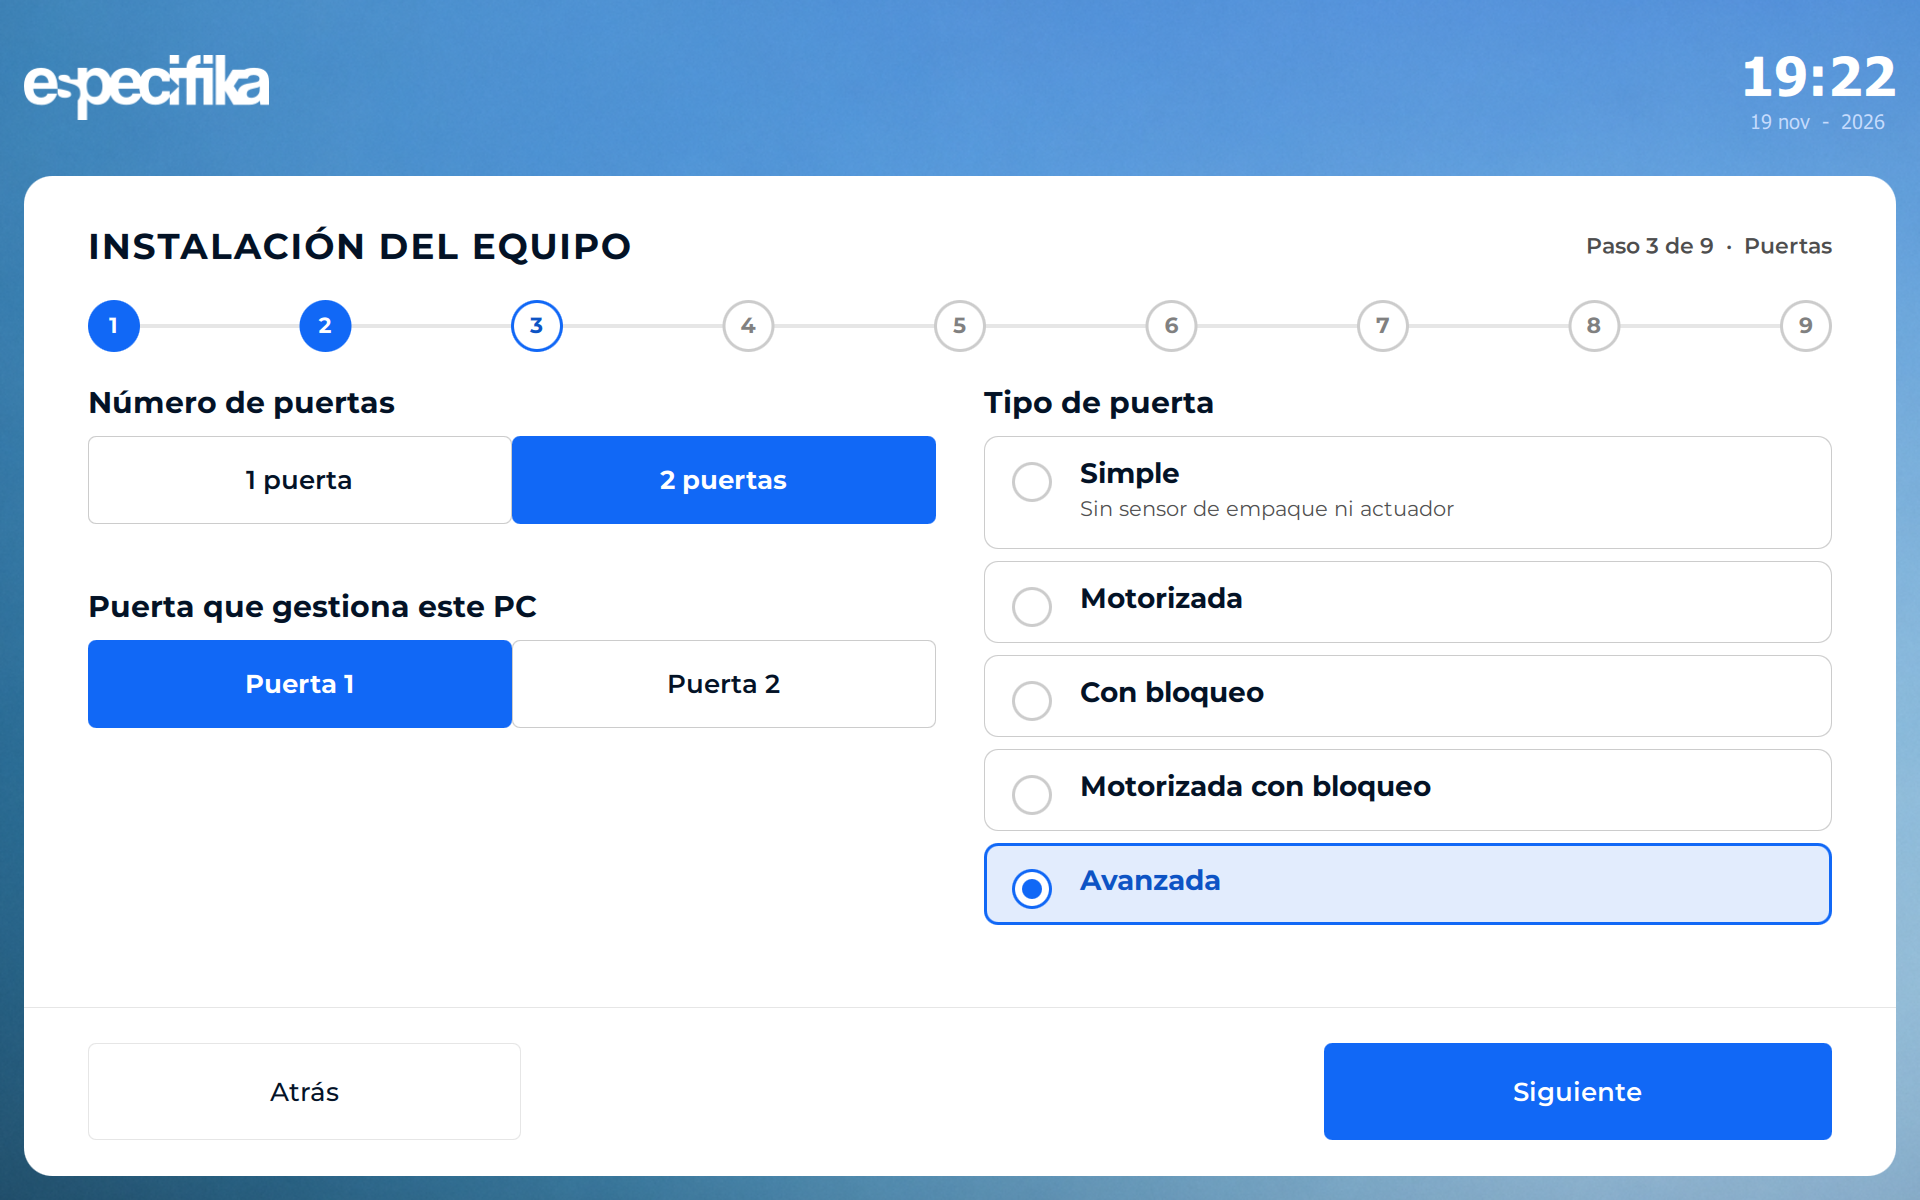 especifika
19:22
19 nov - 2026
INSTALACIÓN DEL EQUIPO
Paso 3 de 9 · Puertas
1 2 3 4 5 6 7 8 9
Número de puertas
1 puerta
2 puertas
Puerta que gestiona este PC
Puerta 1
Puerta 2
Tipo de puerta
Simple
Sin sensor de empaque ni actuador
Motorizada
Con bloqueo
Motorizada con bloqueo
Avanzada
Atrás
Siguiente